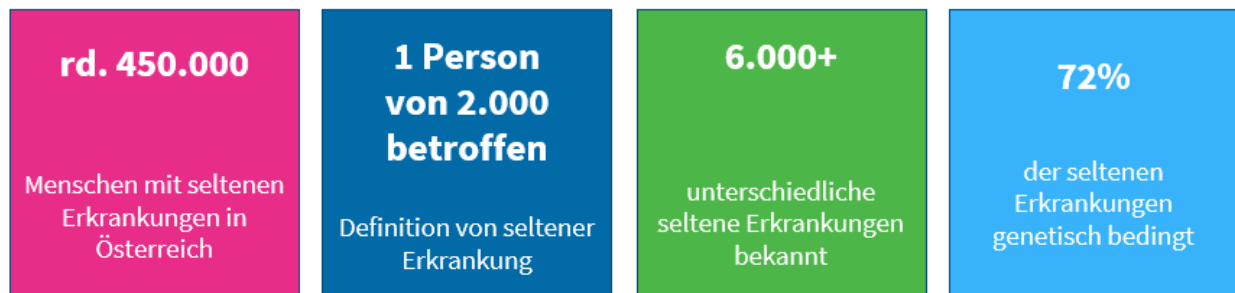 rd. 450.000
Menschen mit seltenen
Erkrankungen in
Österreich
1 Person
von 2.000
betroffen
Definition von seltener
Erkrankung
6.000+
unterschiedliche
seltene Erkrankungen
bekannt
72%
der seltenen
Erkrankungen
genetisch bedingt